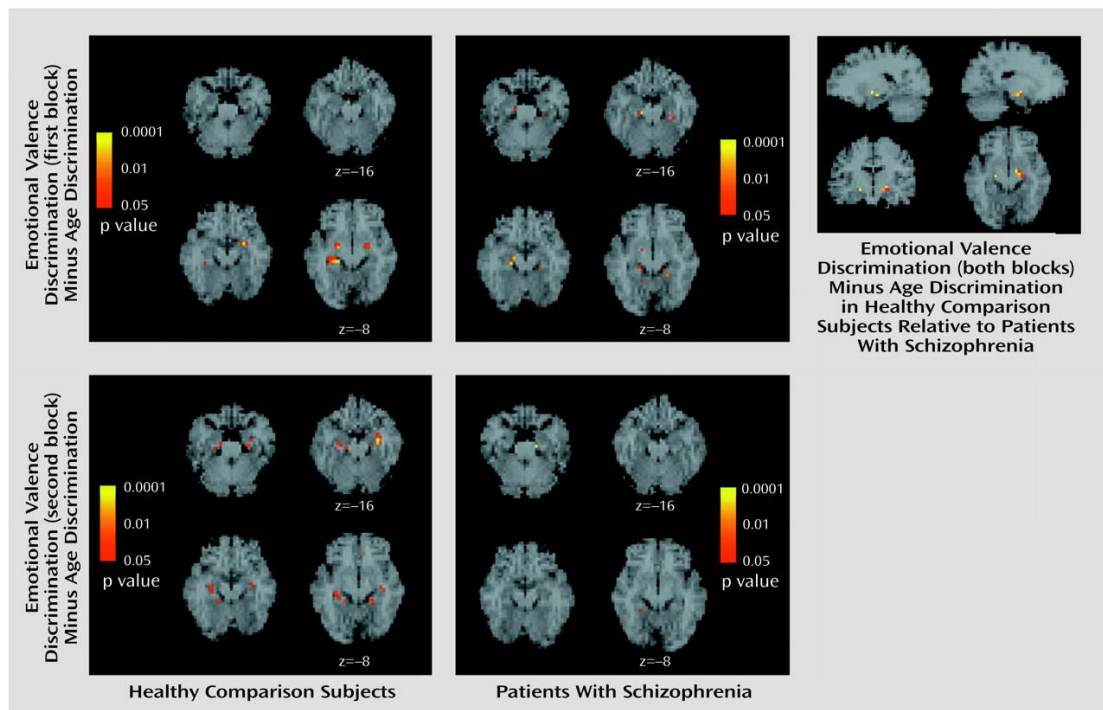 Emotional Valence
Discrimination (first block)
Minus Age Discrimination
0.0001
0.01
0.05
p value
z=–16
z=–8
0.0001
0.01
0.05
p value
z=–16
z=–8
Emotional Valence
Discrimination (both blocks)
Minus Age Discrimination
in Healthy Comparison
Subjects Relative to Patients
With Schizophrenia
Emotional Valence
Discrimination (second block)
Minus Age Discrimination
0.0001
0.01
0.05
p value
z=–16
z=–8
0.0001
0.01
0.05
p value
z=–16
z=–8
Healthy Comparison Subjects
Patients With Schizophrenia